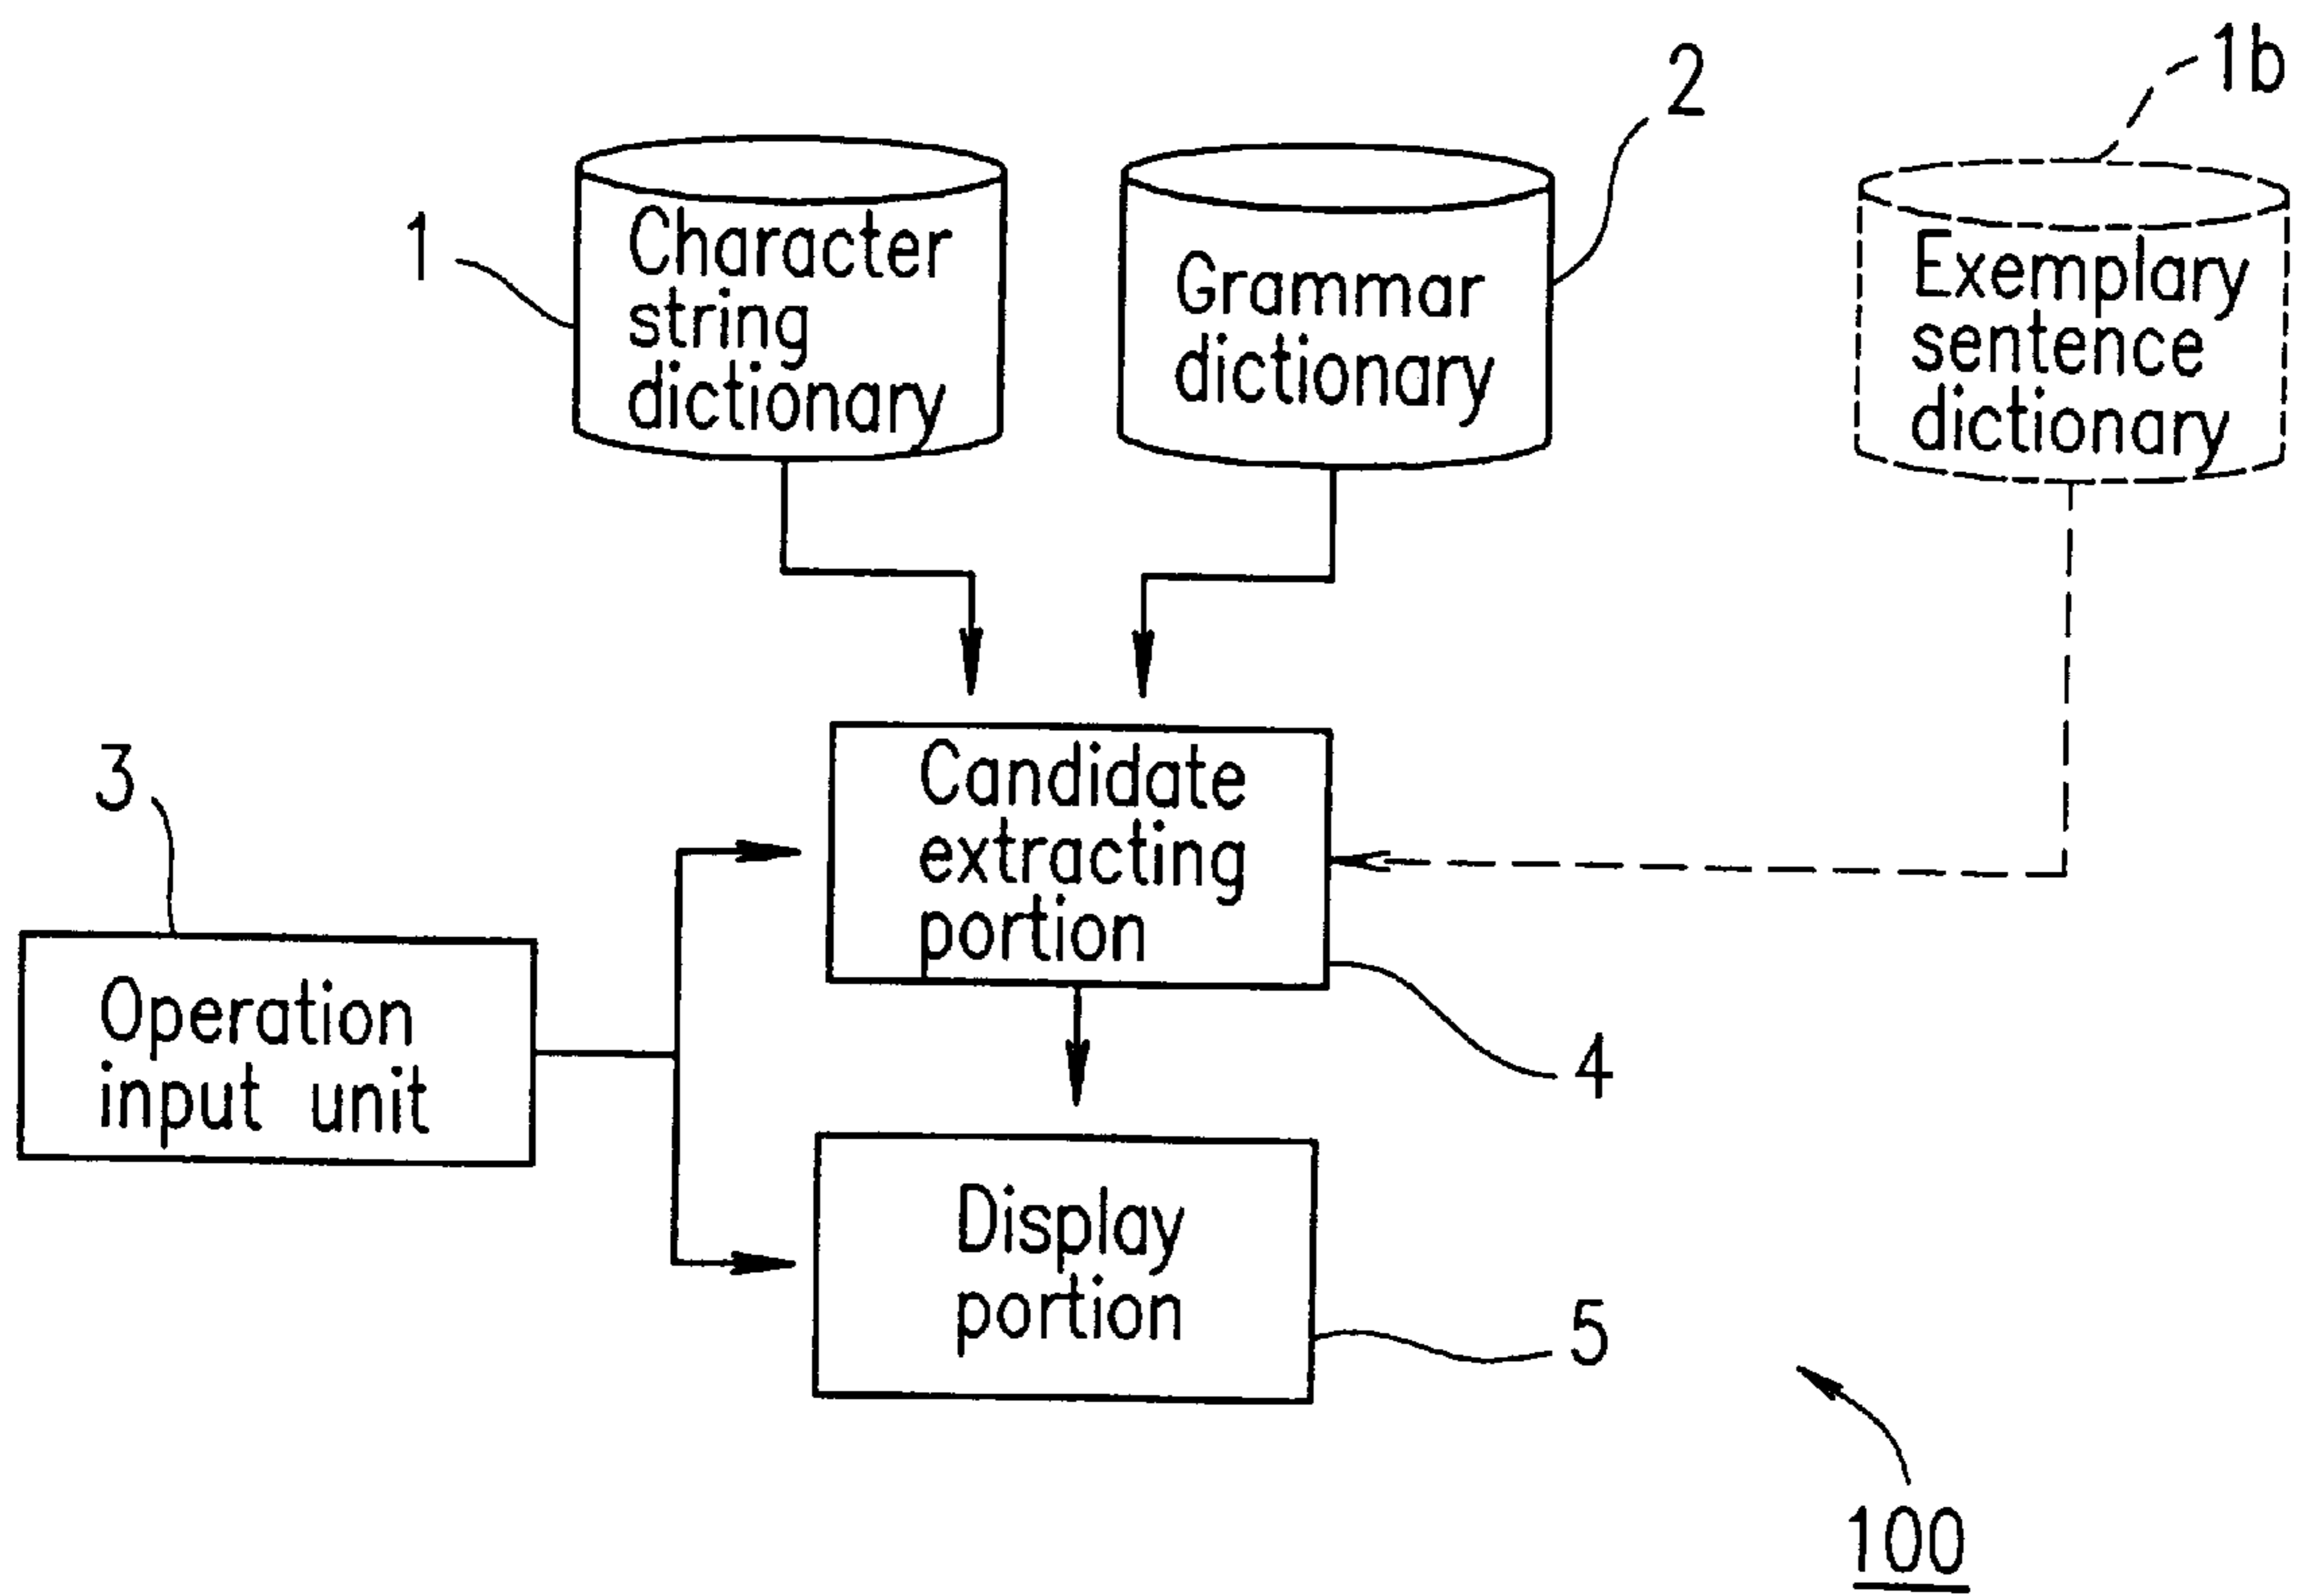 1b
2
1
Character
string
dictionary
Grammar
dictionary
Exemplary
sentence
dictionary
3
Candidate
extracting
portion
Operation
input unit
4
Display
portion
5
100